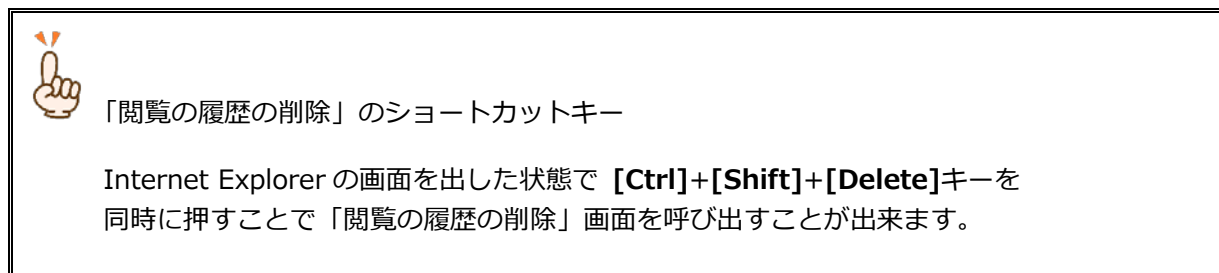 「閲覧の履歴の削除」のショートカットキー
Internet Explorer の画面を出した状態で [Ctrl]+[Shift]+[Delete]キーを
同時に押すことで「閲覧の履歴の削除」画面を呼び出すことが出来ます。